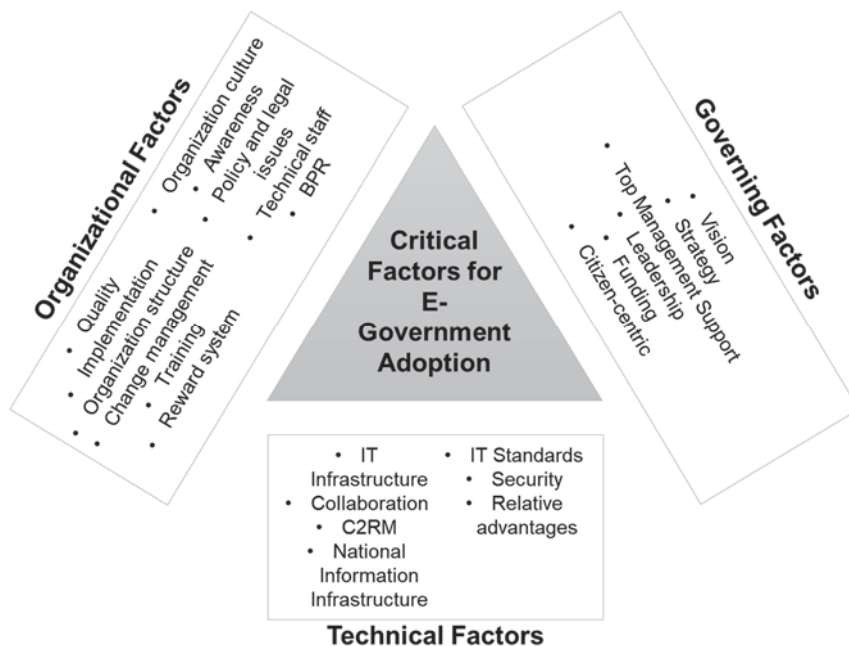 Organizational Factors
• Quality
• Implementation
• Organization structure
• Change management
• Training
• Reward system
• Organization culture
• Awareness
• Policy and legal
issues
• Technical staff
• BPR
Critical
Factors for
E-
Government
Adoption
Governing Factors
• Vision
• Strategy
• Top Management Support
• Leadership
• Funding
• Citizen-centric
• IT
Infrastructure
• Collaboration
• C2RM
• National
Information
Infrastructure
• IT Standards
• Security
• Relative
advantages
Technical Factors